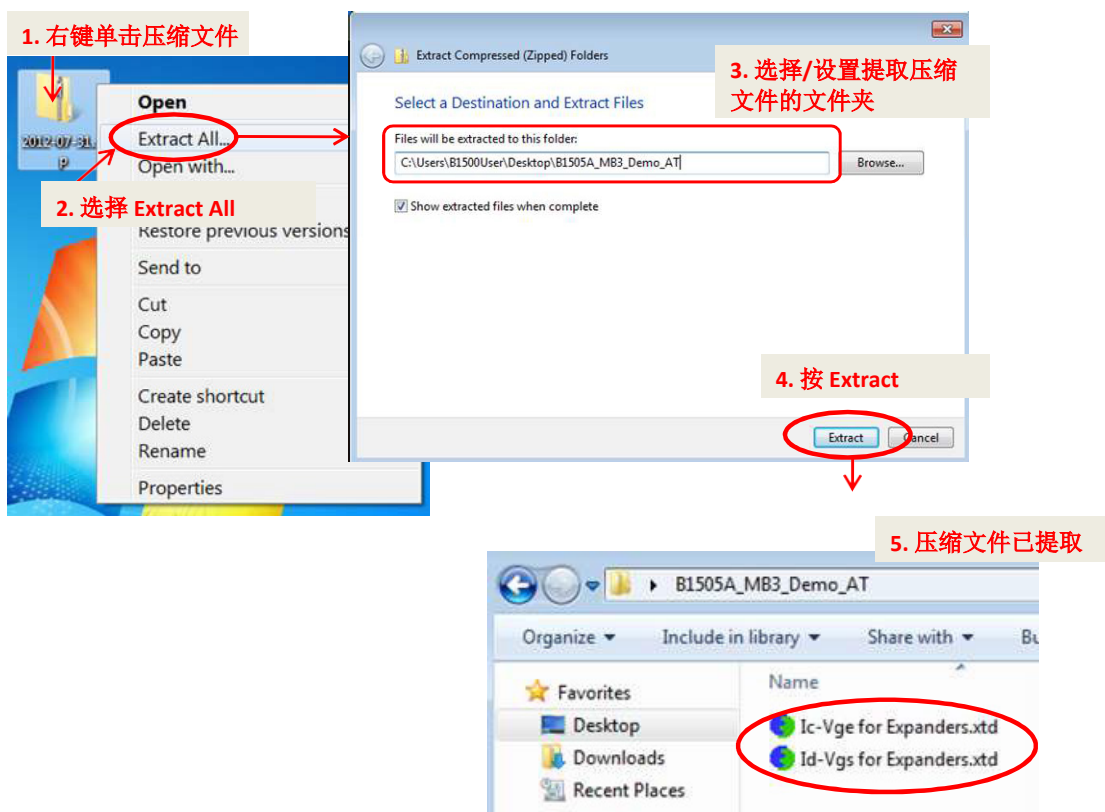 1. 右键单击压缩文件
2012-07-31.
p
Open
Extract All...
Open with...
2. 选择 Extract All
Restore previous versions
Send to
Cut
Copy
Paste
Create shortcut
Delete
Rename
Properties
Extract Compressed (Zipped) Folders
3. 选择/设置提取压缩
文件的文件夹
Select a Destination and Extract Files
Files will be extracted to this folder:
C:\Users\B1500User\Desktop\B1505A_MB3_Demo_AT
Browse...
Show extracted files when complete
4. 按 Extract
Extract
Cancel
5. 压缩文件已提取
B1505A_MB3_Demo_AT
Organize
Include in library
Share with
Bu
Favorites
Desktop
Downloads
Recent Places
Name
Ic-Vge for Expanders.xtd
Id-Vgs for Expanders.xtd